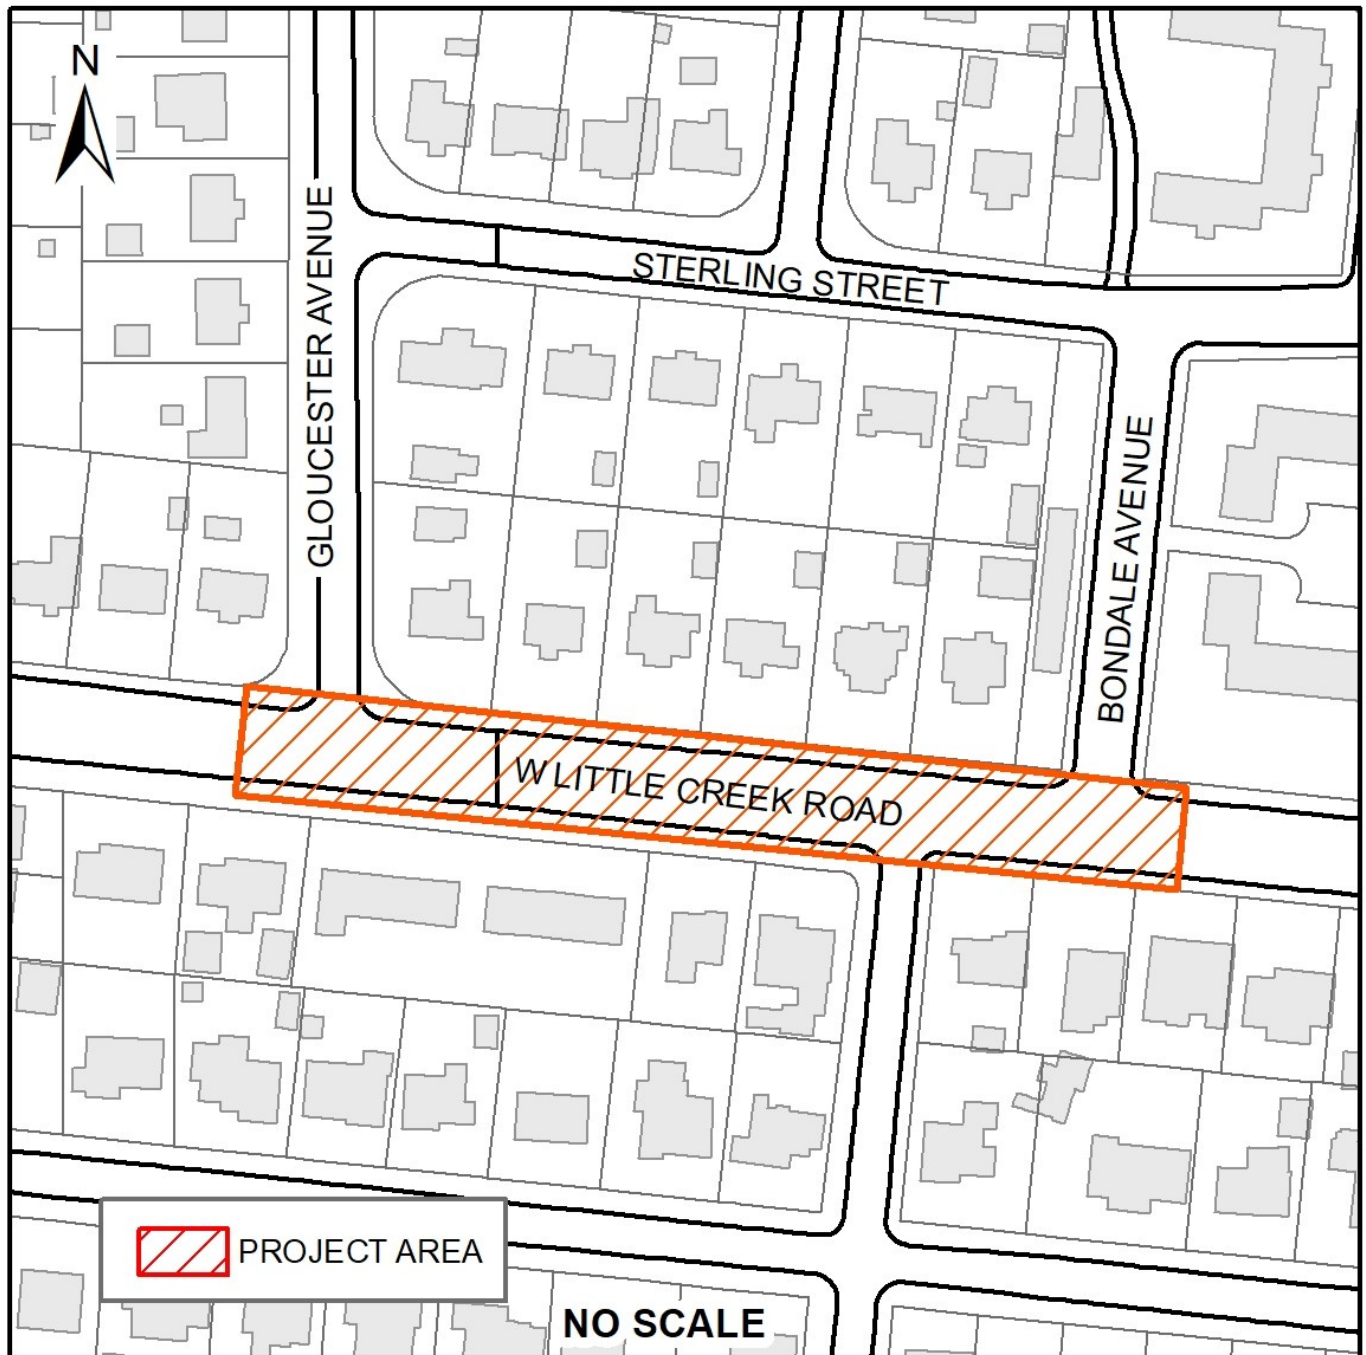 N
GLOUCESTER AVENUE
STERLING STREET
BONDALE AVENUE
W LITTLE CREEK ROAD
PROJECT AREA
NO SCALE